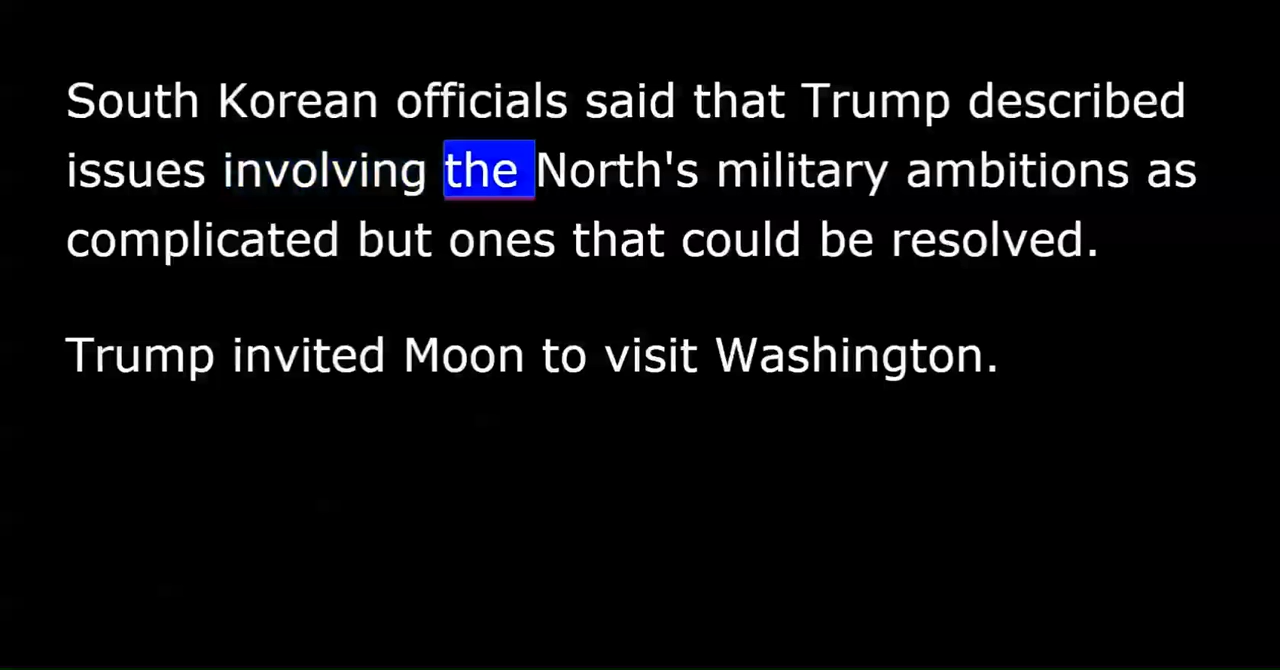 South Korean officials said that Trump described
issues involving the North's military ambitions as
complicated but ones that could be resolved.
Trump invited Moon to visit Washington.